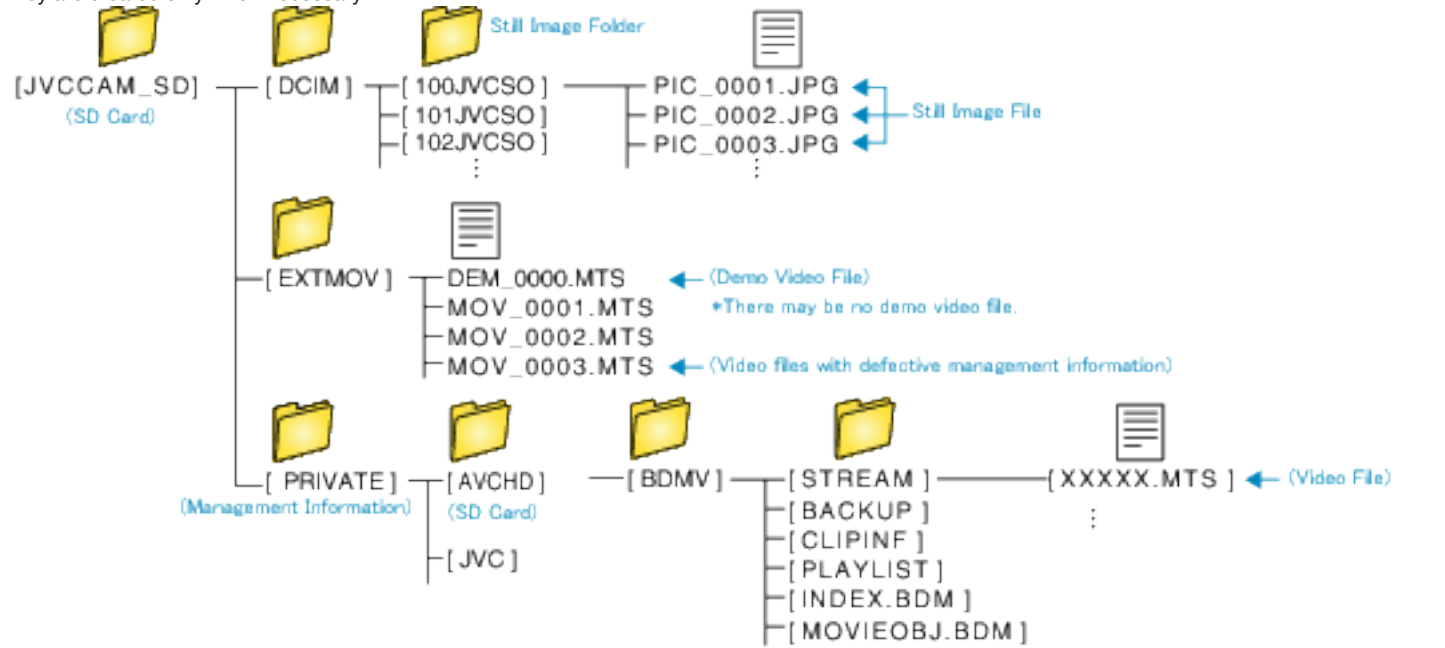 Still Image Folder
[JVCCAM_SD] [DCIM] [100JVCSO] PIC_0001.JPG
(SD Card) [101JVCSO] PIC_0002.JPG Still Image File
[102JVCSO] PIC_0003.JPG
[EXTMOV] DEM_0000.MTS (Demo Video File)
MOV_0001.MTS *There may be no demo video file.
MOV_0002.MTS
MOV_0003.MTS (Video files with defective management information)
[PRIVATE] [AVCHD] [BDMV] [STREAM] [XXXXX.MTS] (Video File)
(Management Information) (SD Card) [BACKUP]
[CLIPINF]
[JVC] [PLAYLIST]
[INDEX.BDM]
[MOVIEOBJ.BDM]